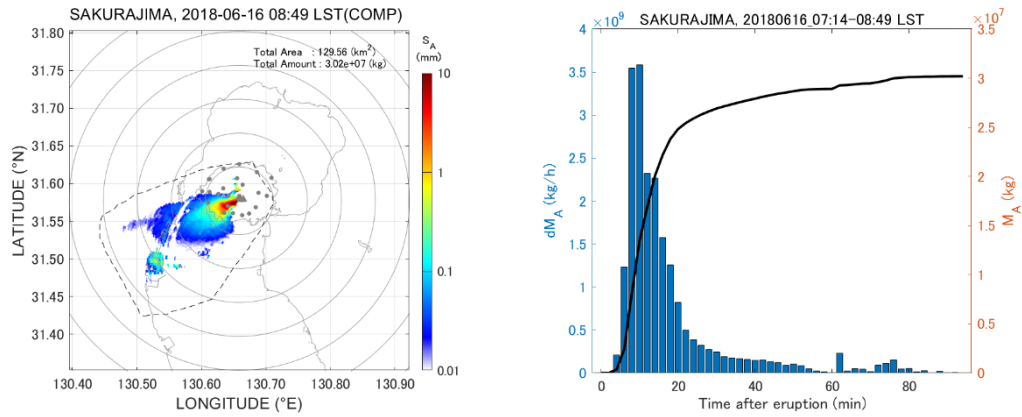 SAKURAJIMA, 2018-06-16 08:49 LST(COMP)
Total Area : 129.56 (km²)
Total Amount : 3.02e+07 (kg)
S_A
(mm)
10
1
0.1
0.01
31.80
31.75
31.70
31.65
31.60
31.55
31.50
31.45
31.40
LATITUDE (°N)
130.40 130.50 130.60 130.70 130.80 130.90
LONGITUDE (°E)
SAKURAJIMA, 20180616_07:14-08:49 LST
×10⁹
4
3.5
3
2.5
2
1.5
1
0.5
0
dM_A (kg/h)
×10⁷
3.5
3
2.5
2
1.5
1
0.5
0
M_A (kg)
0 20 40 60 80
Time after eruption (min)